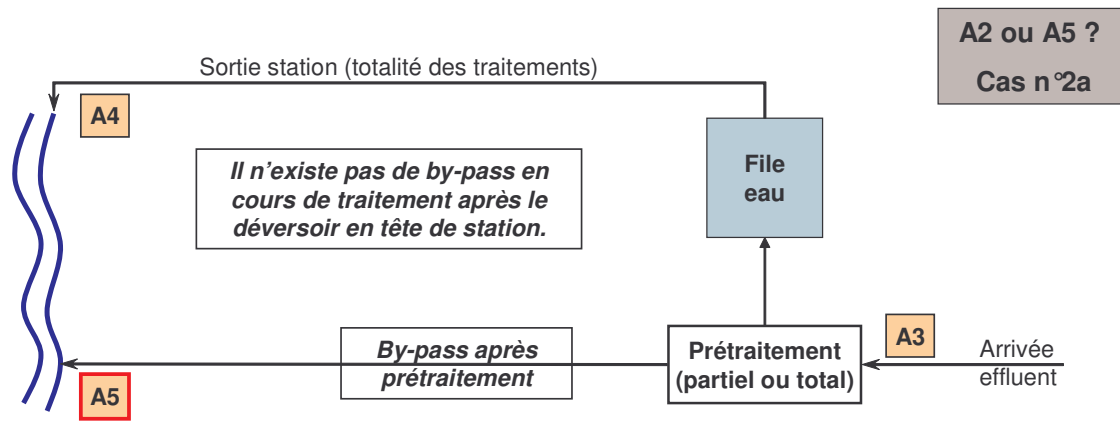 A2 ou A5 ?
Cas n°2a
Sortie station (totalité des traitements)
A4
Il n'existe pas de by-pass en
cours de traitement après le
déversoir en tête de station.
File
eau
A3
Arrivée
effluent
Prétraitement
(partiel ou total)
By-pass après
prétraitement
A5